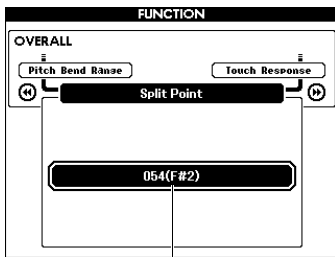 FUNCTION
OVERALL
Pitch Bend Range
Touch Response
Split Point
054(F#2)